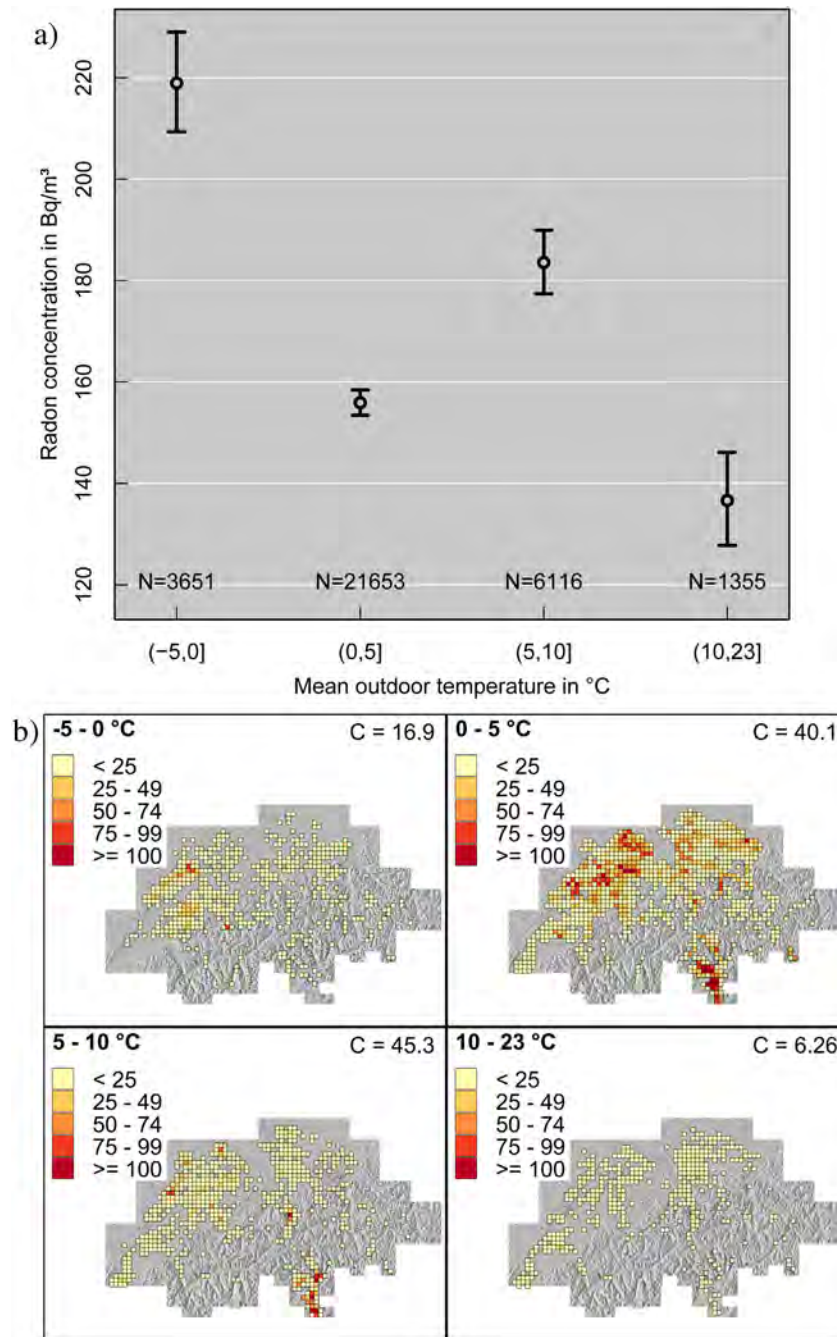 a)
220
200
180
160
140
120
Radon concentration in Bq/m³
N=3651 N=21653 N=6116 N=1355
(−5,0] (0,5] (5,10] (10,23]
Mean outdoor temperature in °C
b)
-5 - 0 °C C = 16.9
< 25
25 - 49
50 - 74
75 - 99
>= 100
0 - 5 °C C = 40.1
< 25
25 - 49
50 - 74
75 - 99
>= 100
5 - 10 °C C = 45.3
< 25
25 - 49
50 - 74
75 - 99
>= 100
10 - 23 °C C = 6.26
< 25
25 - 49
50 - 74
75 - 99
>= 100